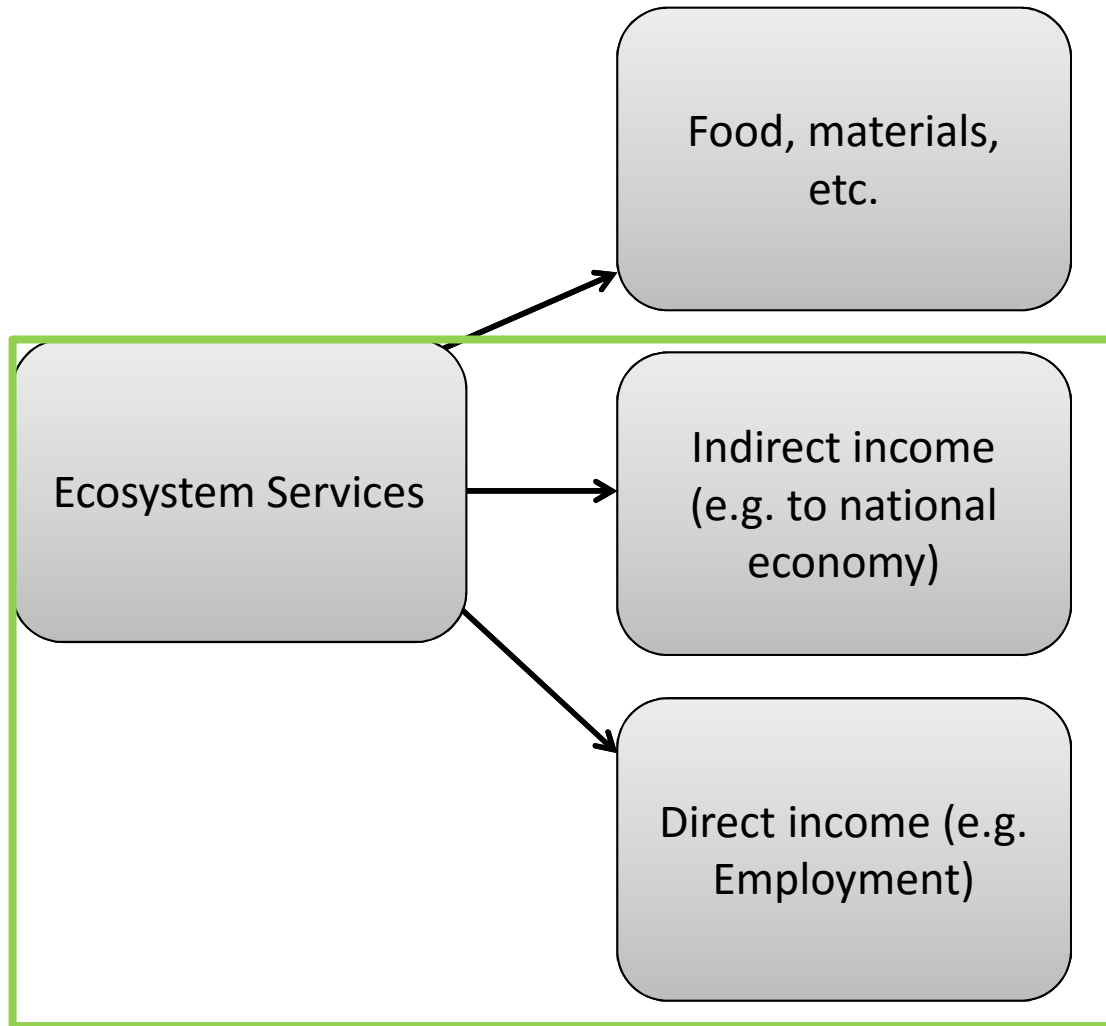 Food, materials,
etc.
Ecosystem Services
Indirect income
(e.g. to national
economy)
Direct income (e.g.
Employment)